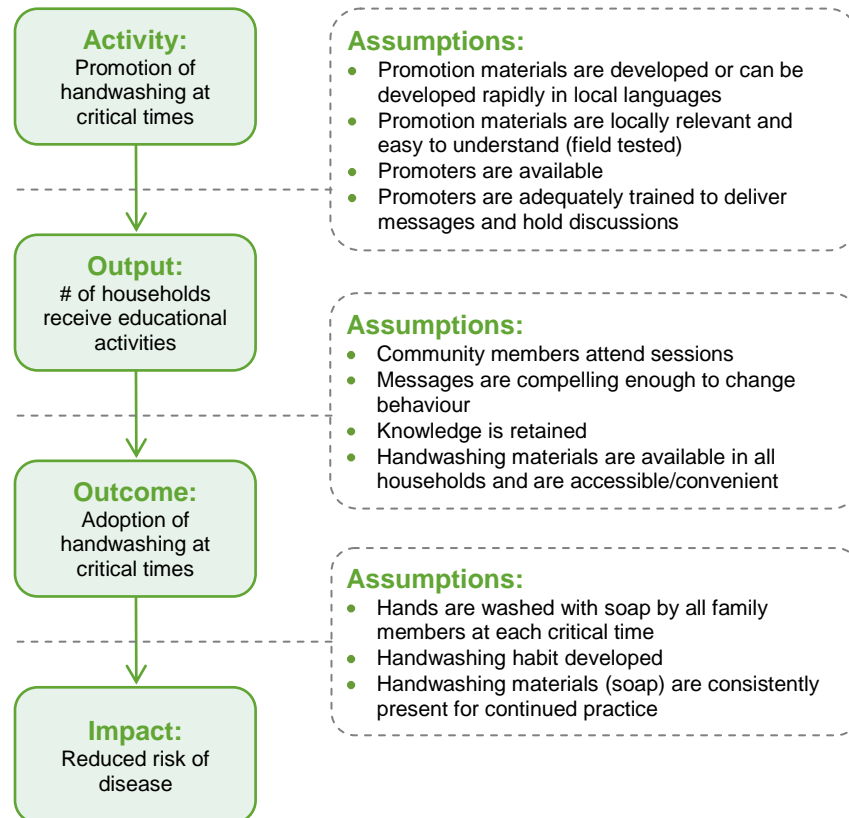 Activity:
Promotion of
handwashing at
critical times
Assumptions:
• Promotion materials are developed or can be
developed rapidly in local languages
• Promotion materials are locally relevant and
easy to understand (field tested)
• Promoters are available
• Promoters are adequately trained to deliver
messages and hold discussions
Output:
# of households
receive educational
activities
Assumptions:
• Community members attend sessions
• Messages are compelling enough to change
behaviour
• Knowledge is retained
• Handwashing materials are available in all
households and are accessible/convenient
Outcome:
Adoption of
handwashing at
critical times
Assumptions:
• Hands are washed with soap by all family
members at each critical time
• Handwashing habit developed
• Handwashing materials (soap) are consistently
present for continued practice
Impact:
Reduced risk of
disease